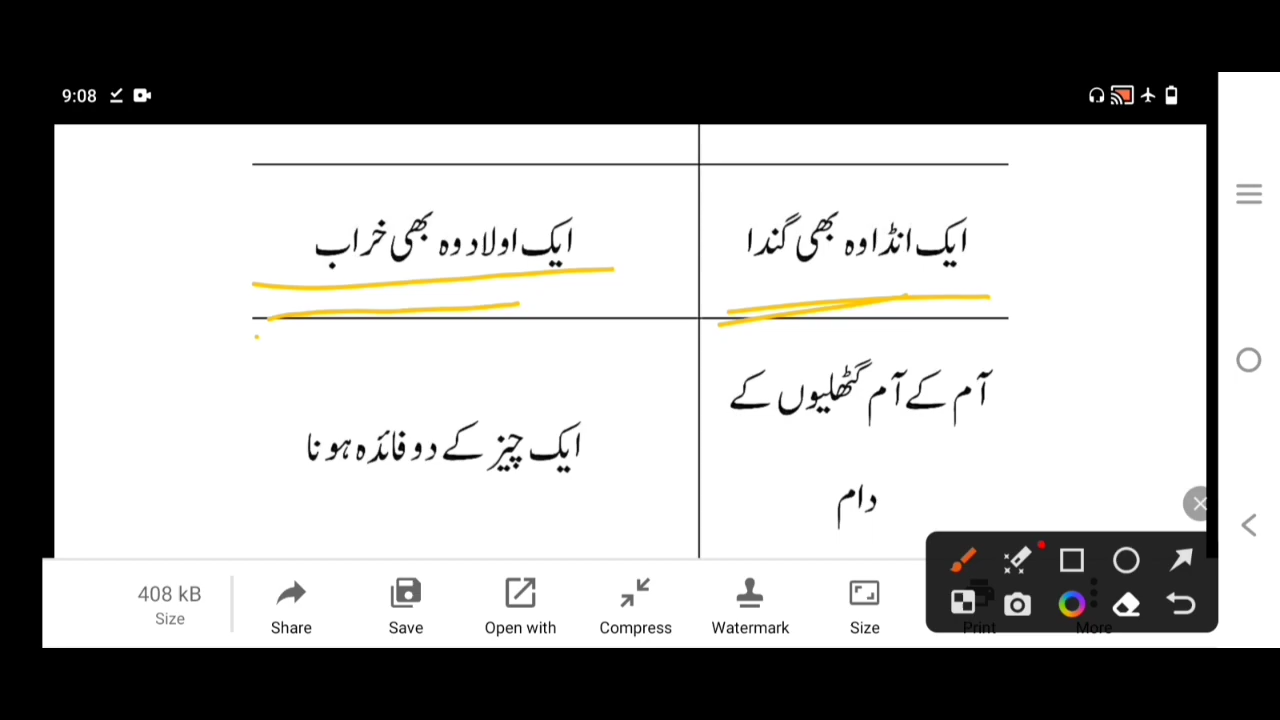 9:08
ایک انڈا وہ بھی گندا
ایک اولاد وہ بھی خراب
آم کے آم گٹھلیوں کے
دام
ایک چیز کے دو فائدہ ہونا
408 kB
Size
Share
Save
Open with
Compress
Watermark
Size
Print
More